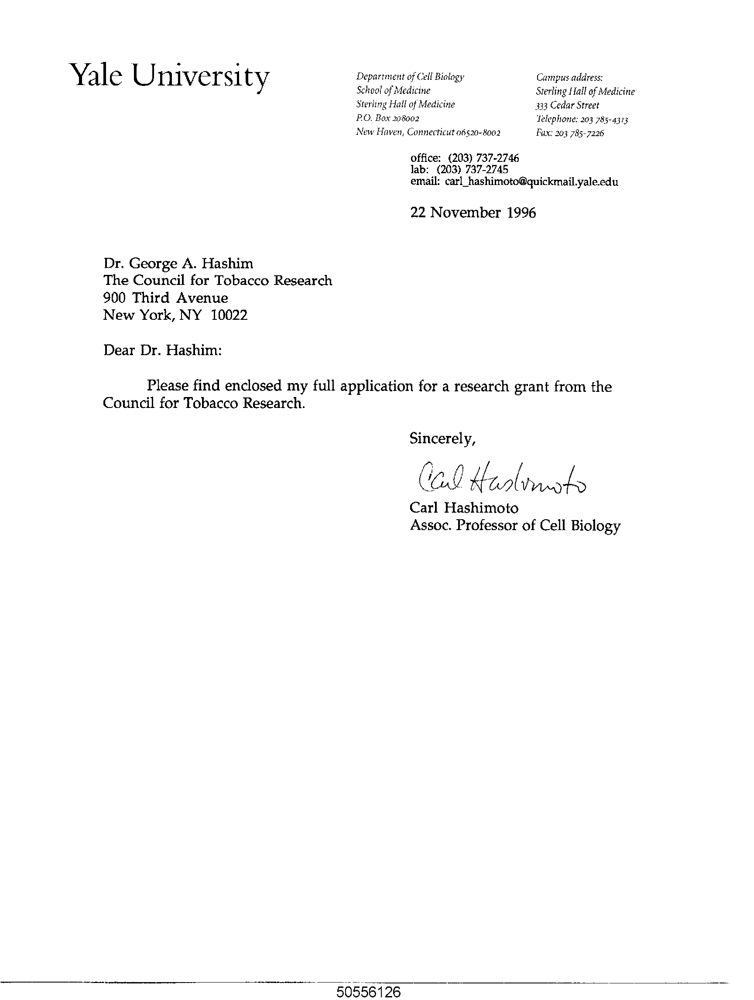 Yale University
Department of Cell Biology
School of Medicine
Sterling Hall of Medicine
P.O. Box 208002
New Haven, Connecticut 06520-8002
Campus address:
Sterling Hall of Medicine
333 Cedar Street
Telephone: 203 785-4313
Fax: 203 785-7226
office: (203) 737-2746
lab: (203) 737-2745
email: carl_hashimoto@quickmail.yale.edu
22 November 1996
Dr. George A. Hashim
The Council for Tobacco Research
900 Third Avenue
New York, NY 10022
Dear Dr. Hashim:
Please find enclosed my full application for a research grant from the
Council for Tobacco Research.
Sincerely,
Carl Hashimoto
Carl Hashimoto
Assoc. Professor of Cell Biology
50556126